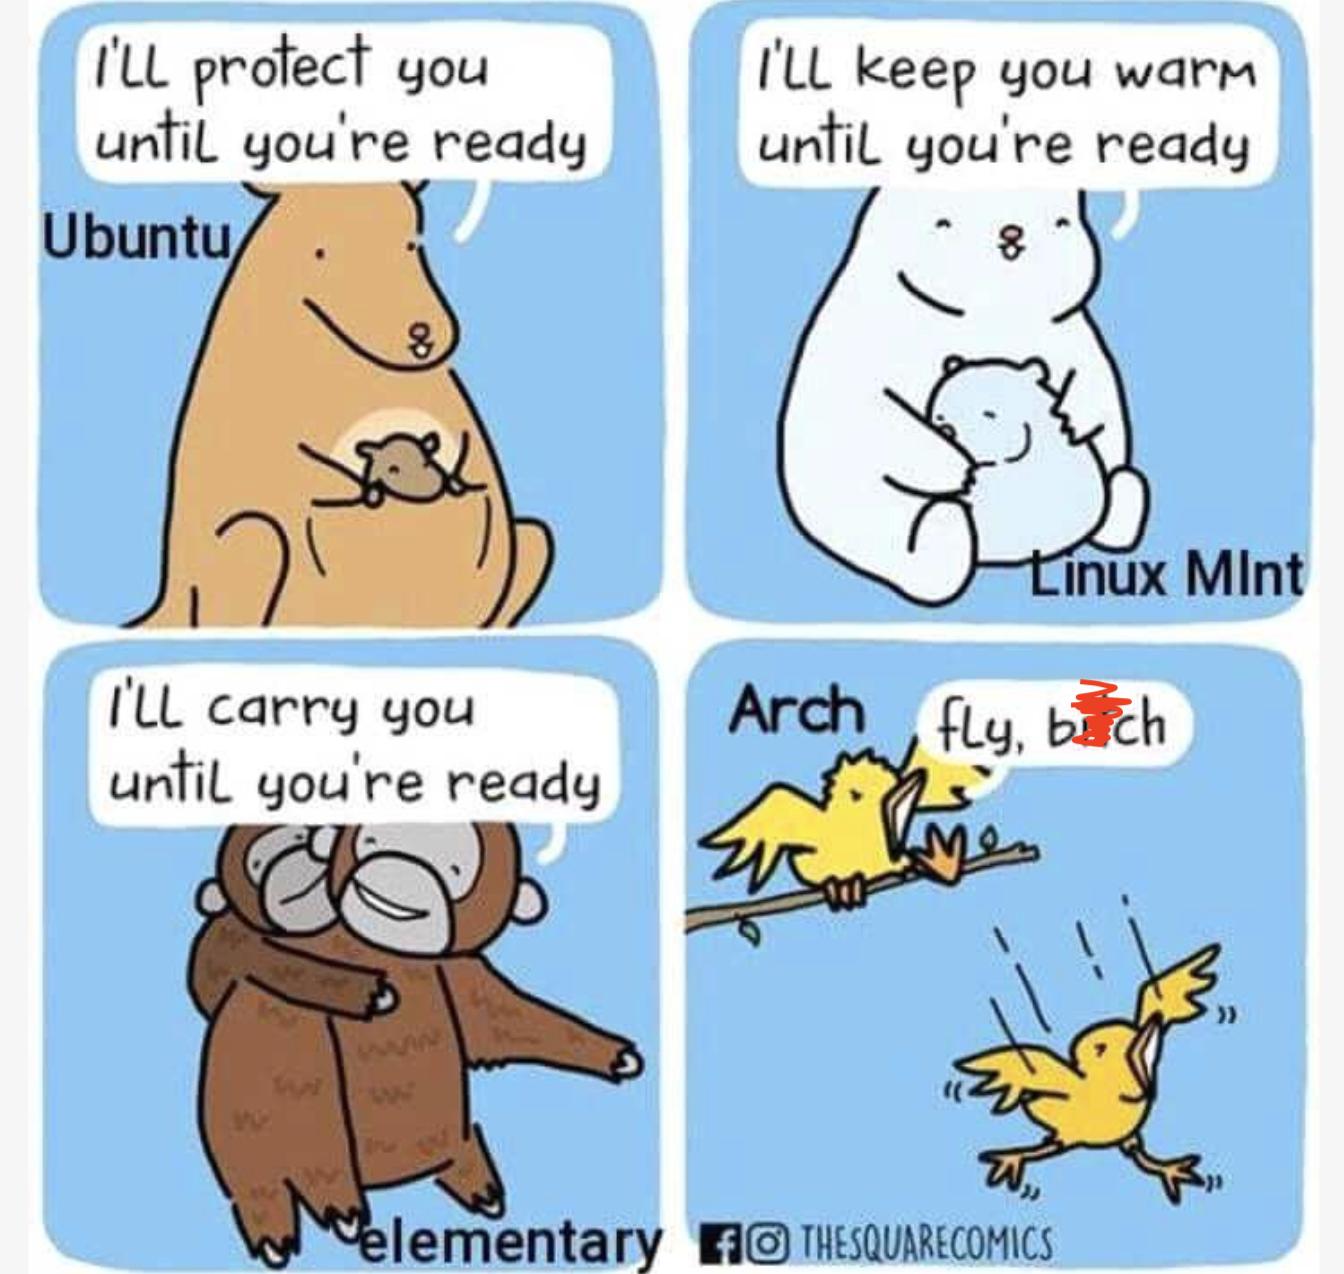 I'LL protect you
until you're ready
Ubuntu
I'LL keep you warm
until you're ready
Linux MInt
I'LL carry you
until you're ready
elementary
Arch
fly, b ch
THESQUARECOMICS